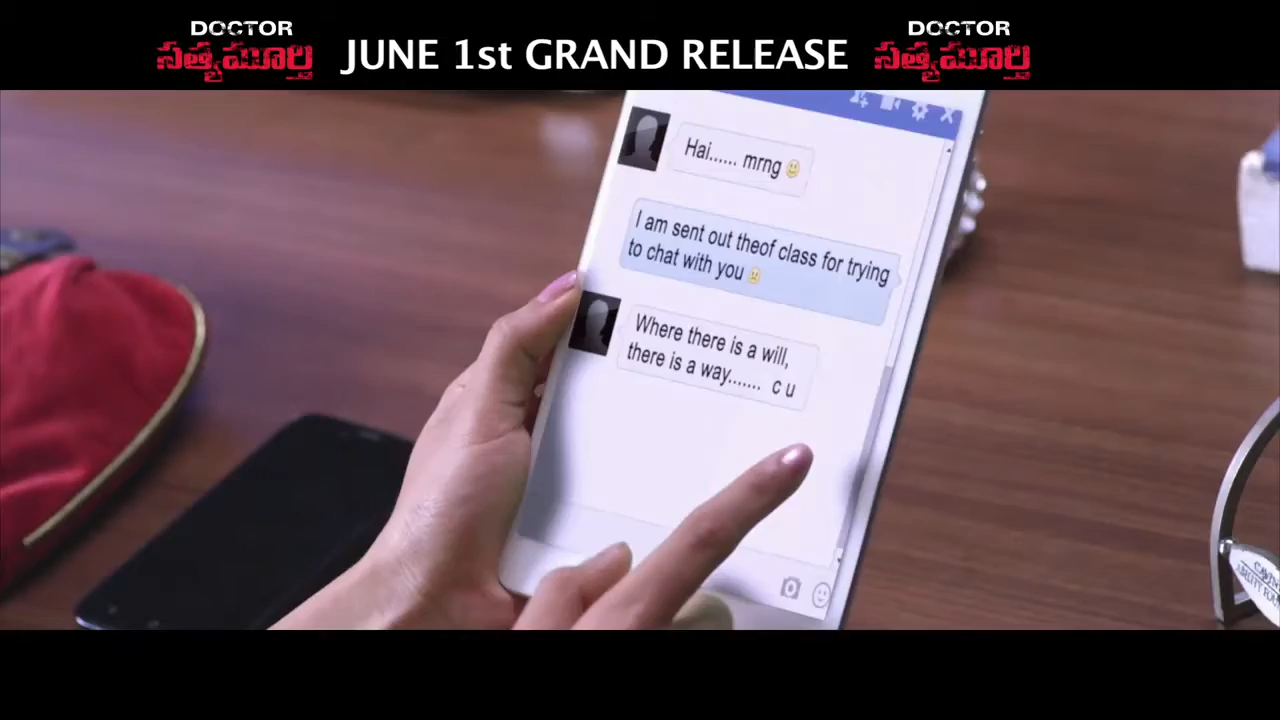 DOCTOR
సత్యమూర్తి
JUNE 1st GRAND RELEASE
DOCTOR
సత్యమూర్తి
Hai...... mrng 🙂
I am sent out theof class for trying
to chat with you 🙁
Where there is a will,
there is a way....... c u